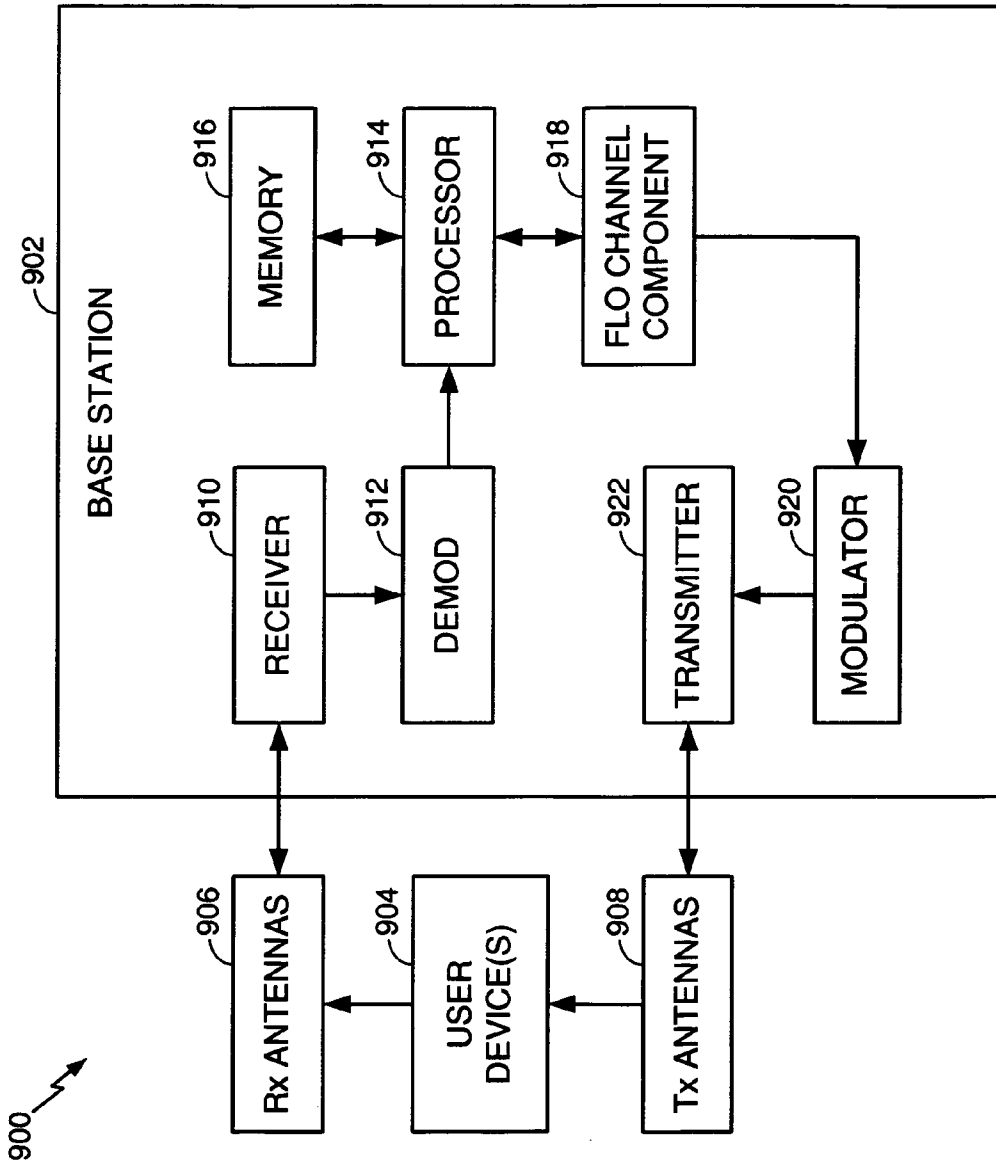 900
902
BASE STATION
906
Rx ANTENNAS
910
RECEIVER
916
MEMORY
904
USER
DEVICE(S)
912
DEMOD
914
PROCESSOR
908
Tx ANTENNAS
922
TRANSMITTER
918
FLO CHANNEL
COMPONENT
920
MODULATOR